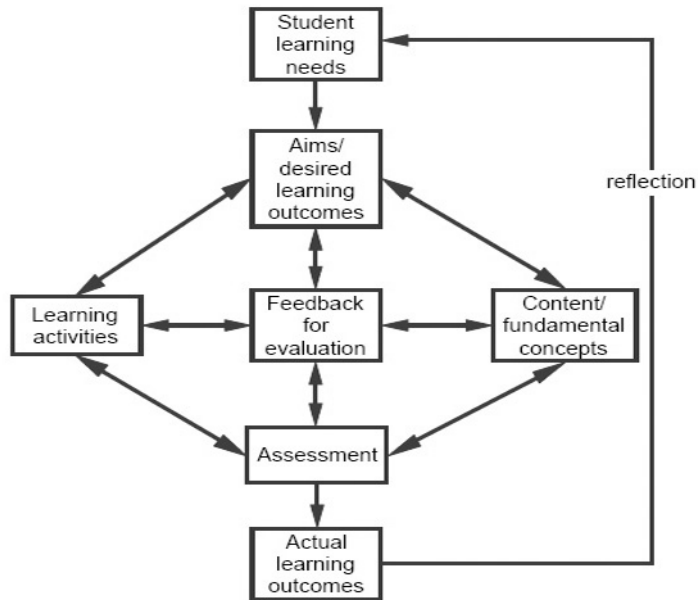 Student
learning
needs
Aims/
desired
learning
outcomes
reflection
Learning
activities
Feedback
for
evaluation
Content/
fundamental
concepts
Assessment
Actual
learning
outcomes